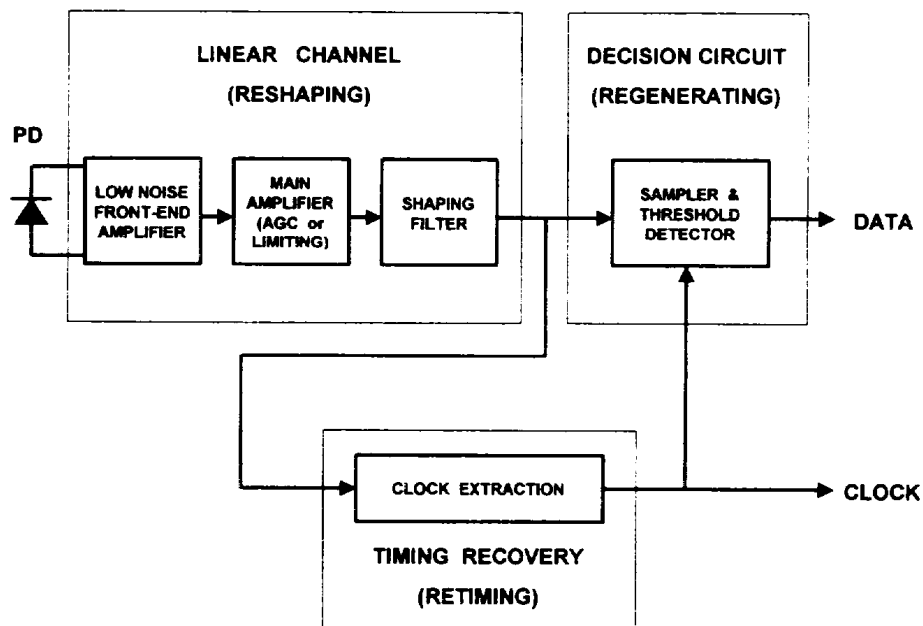 LINEAR CHANNEL
(RESHAPING)
DECISION CIRCUIT
(REGENERATING)
PD
LOW NOISE
FRONT-END
AMPLIFIER
MAIN
AMPLIFIER
(AGC or
LIMITING)
SHAPING
FILTER
SAMPLER &
THRESHOLD
DETECTOR
DATA
CLOCK EXTRACTION
CLOCK
TIMING RECOVERY
(RETIMING)